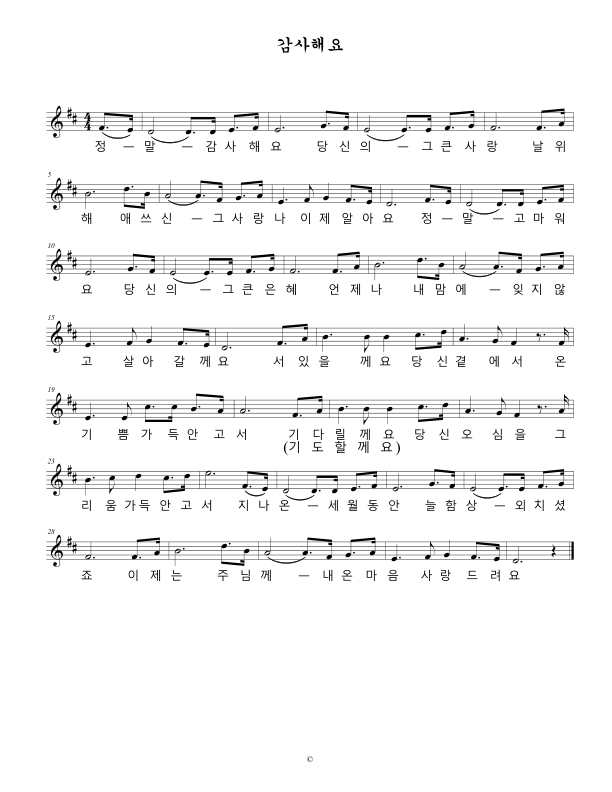 감사해요
정 – 말 – 감 사 해 요 당 신 의 – 그 큰 사 랑 날 위
5
해 애 쓰 신 – 그 사 랑 나 이 제 알 아 요 정 – 말 – 고 마 워
10
요 당 신 의 – 그 큰 은 혜 언 제 나 내 맘 에 – 잊 지 않
15
고 살 아 갈 께 요 서 있 을 께 요 당 신 곁 에 서 온
19
기 쁨 가 득 안 고 서 기 다 릴 께 요 당 신 오 심 을 그
(기 도 할 께 요)
23
리 움 가 득 안 고 서 지 나 온 – 세 월 동 안 늘 함 상 – 외 치 셨
28
죠 이 제 는 주 님 께 – 내 온 마 음 사 랑 드 려 요
©